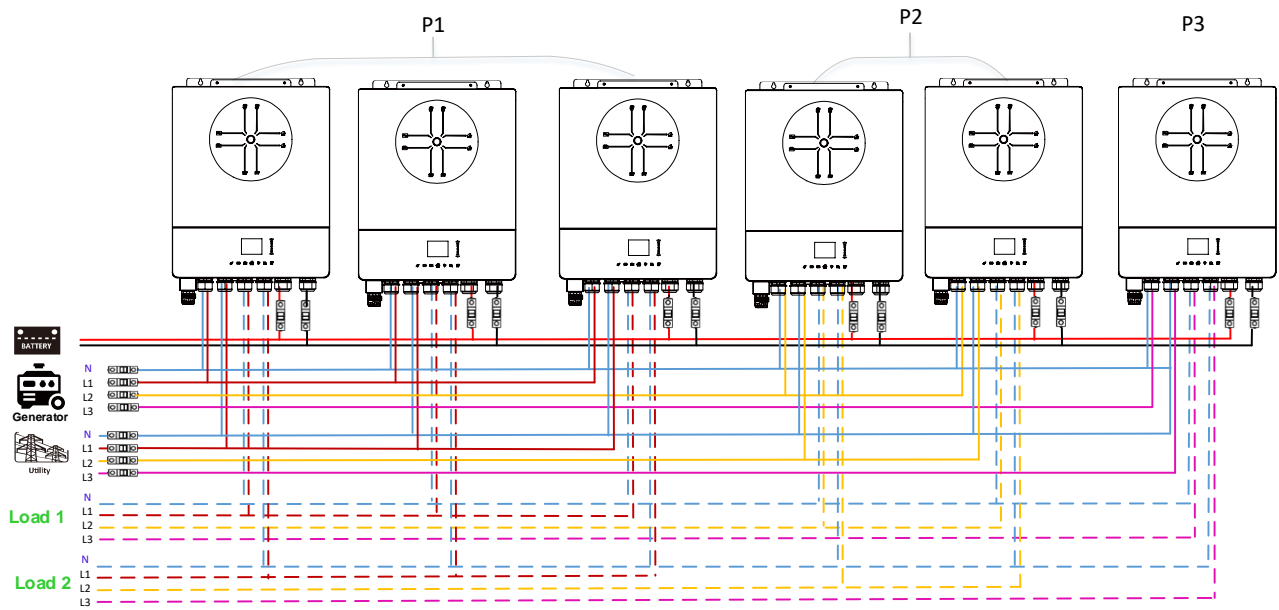 P1
P2
P3
BATTERY
N
L1
L2
L3
Generator
N
L1
L2
L3
Utility
N
L1
L2
L3
Load 1
N
L1
L2
L3
Load 2